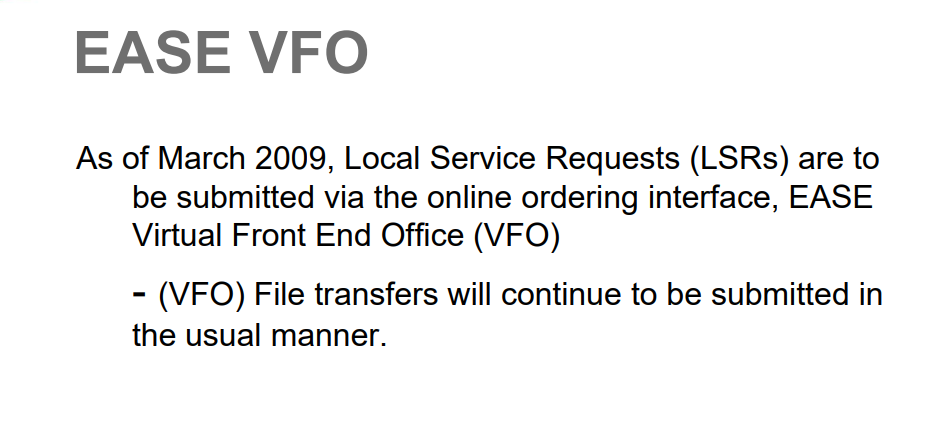 EASE VFO
As of March 2009, Local Service Requests (LSRs) are to
be submitted via the online ordering interface, EASE
Virtual Front End Office (VFO)
- (VFO) File transfers will continue to be submitted in
the usual manner.